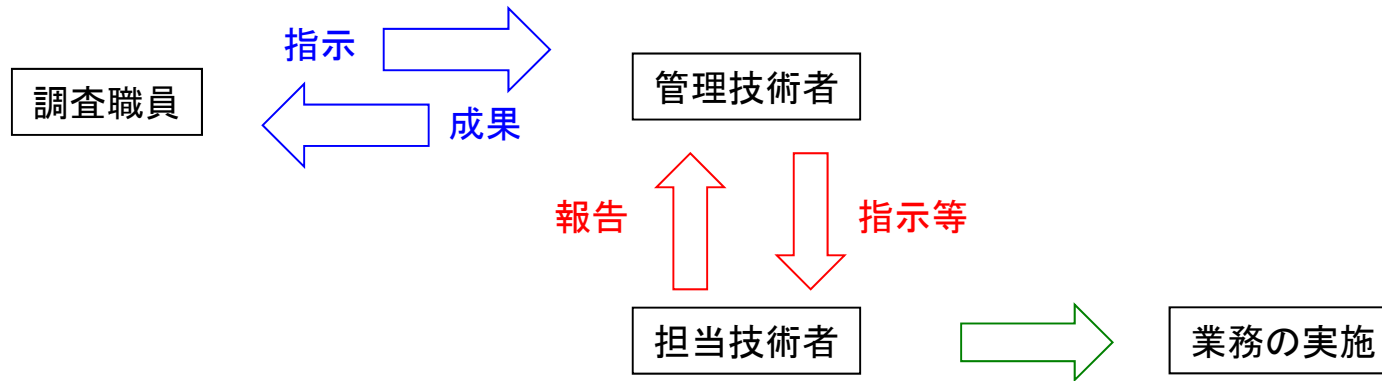 指示
調査職員
管理技術者
成果
報告
指示等
担当技術者
業務の実施